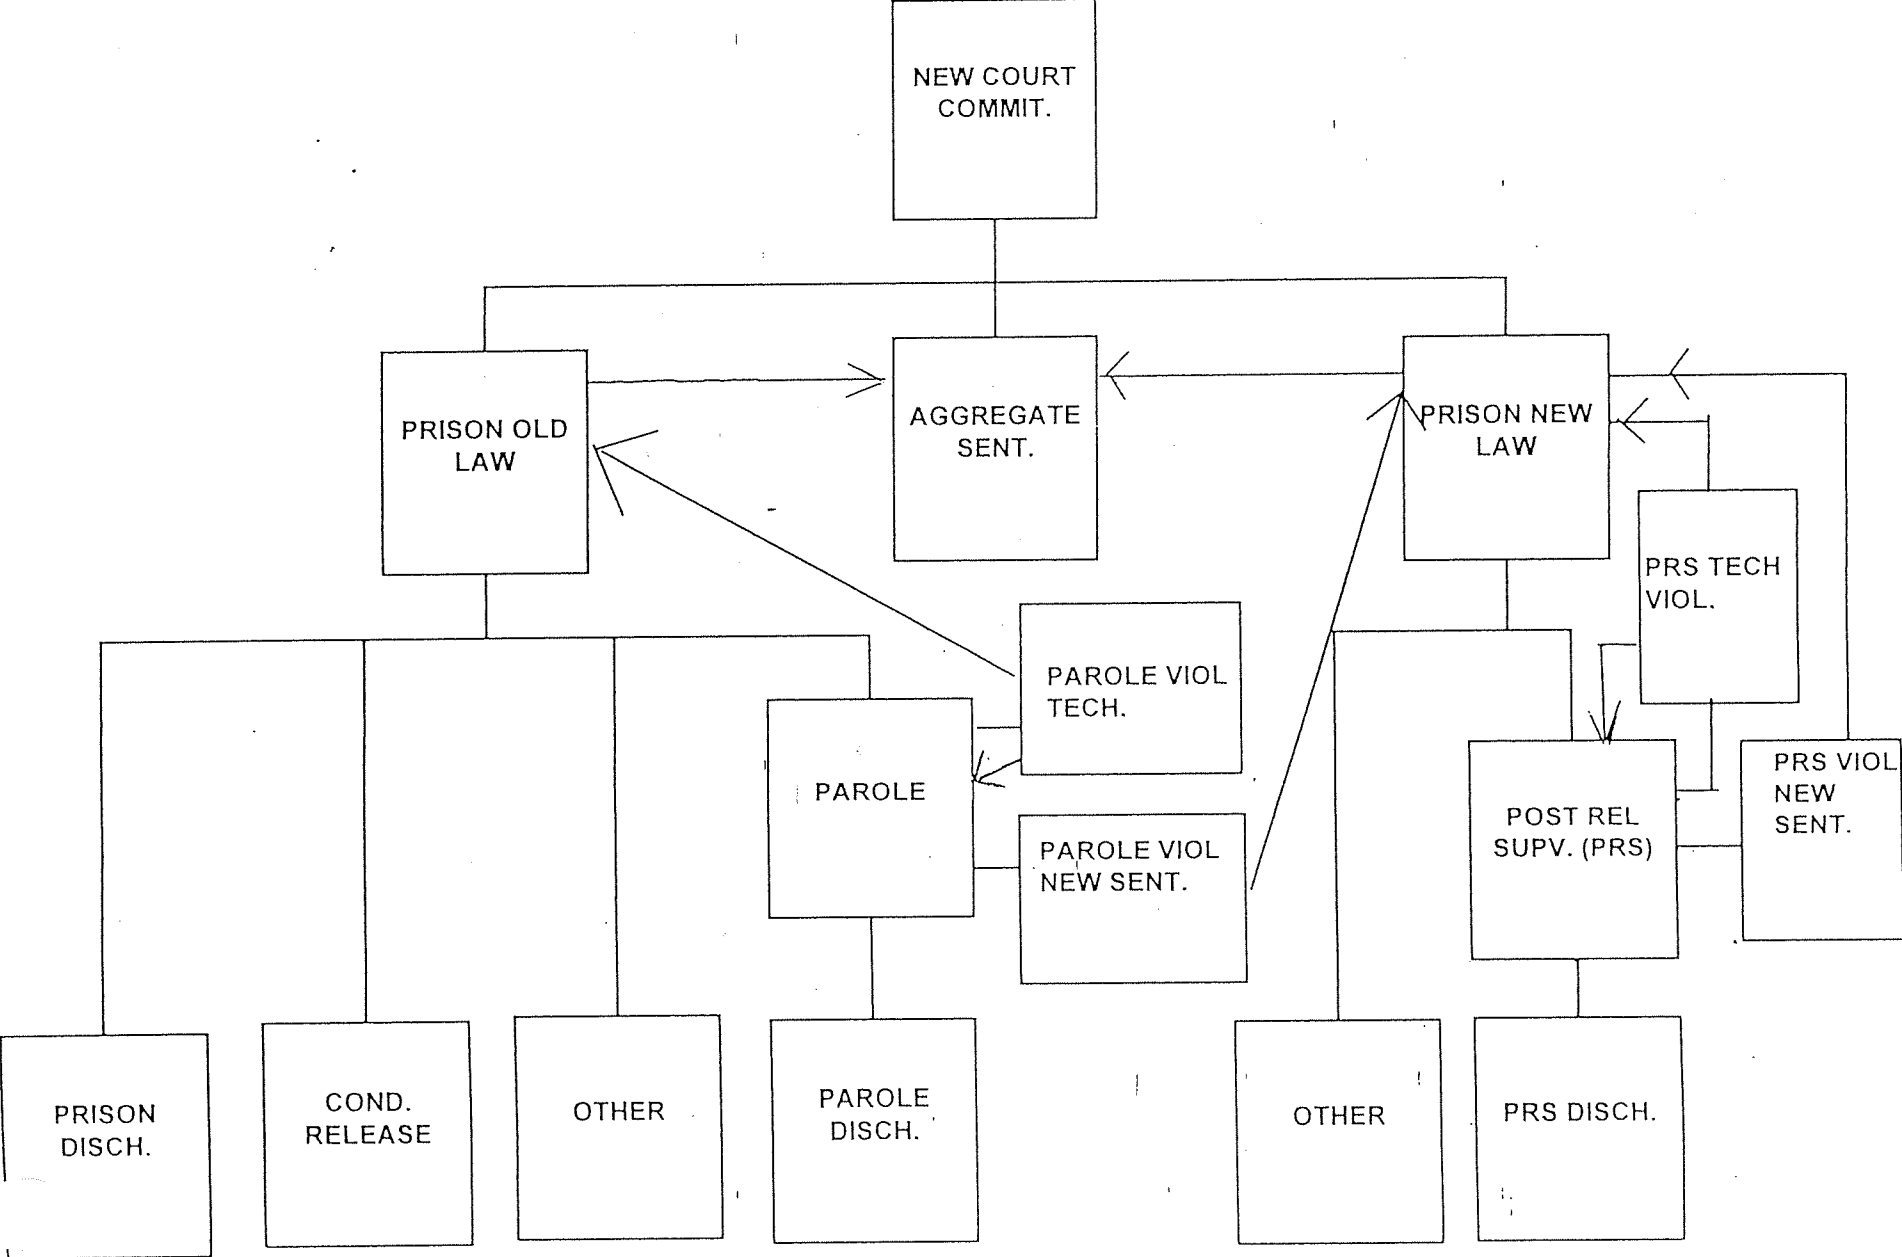 NEW COURT
COMMIT.
PRISON OLD
LAW
AGGREGATE
SENT.
PRISON NEW
LAW
PRS TECH
VIOL.
PAROLE VIOL
TECH.
PAROLE
PAROLE VIOL
NEW SENT.
POST REL
SUPV. (PRS)
PRS VIOL
NEW
SENT.
PRISON
DISCH.
COND.
RELEASE
OTHER
PAROLE
DISCH.
OTHER
PRS DISCH.